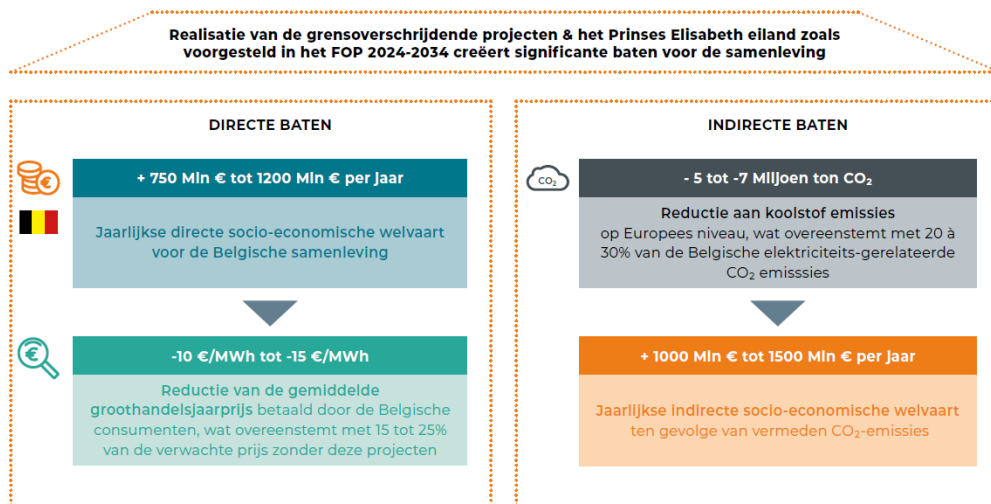 Realisatie van de grensoverschrijdende projecten & het Prinses Elisabeth eiland zoals
voorgesteld in het FOP 2024-2034 creëert significante baten voor de samenleving
DIRECTE BATEN
+ 750 Mln € tot 1200 Mln € per jaar
Jaarlijkse directe socio-economische welvaart
voor de Belgische samenleving
-10 €/MWh tot -15 €/MWh
Reductie van de gemiddelde
groothandelsjaarprijs betaald door de Belgische
consumenten, wat overeenstemt met 15 tot 25%
van de verwachte prijs zonder deze projecten
INDIRECTE BATEN
CO₂
- 5 tot -7 Miljoen ton CO₂
Reductie aan koolstof emissies
op Europees niveau, wat overeenstemt met 20 à
30% van de Belgische elektriciteits-gerelateerde
CO₂ emisssies
+ 1000 Mln € tot 1500 Mln € per jaar
Jaarlijkse indirecte socio-economische welvaart
ten gevolge van vermeden CO₂-emissies